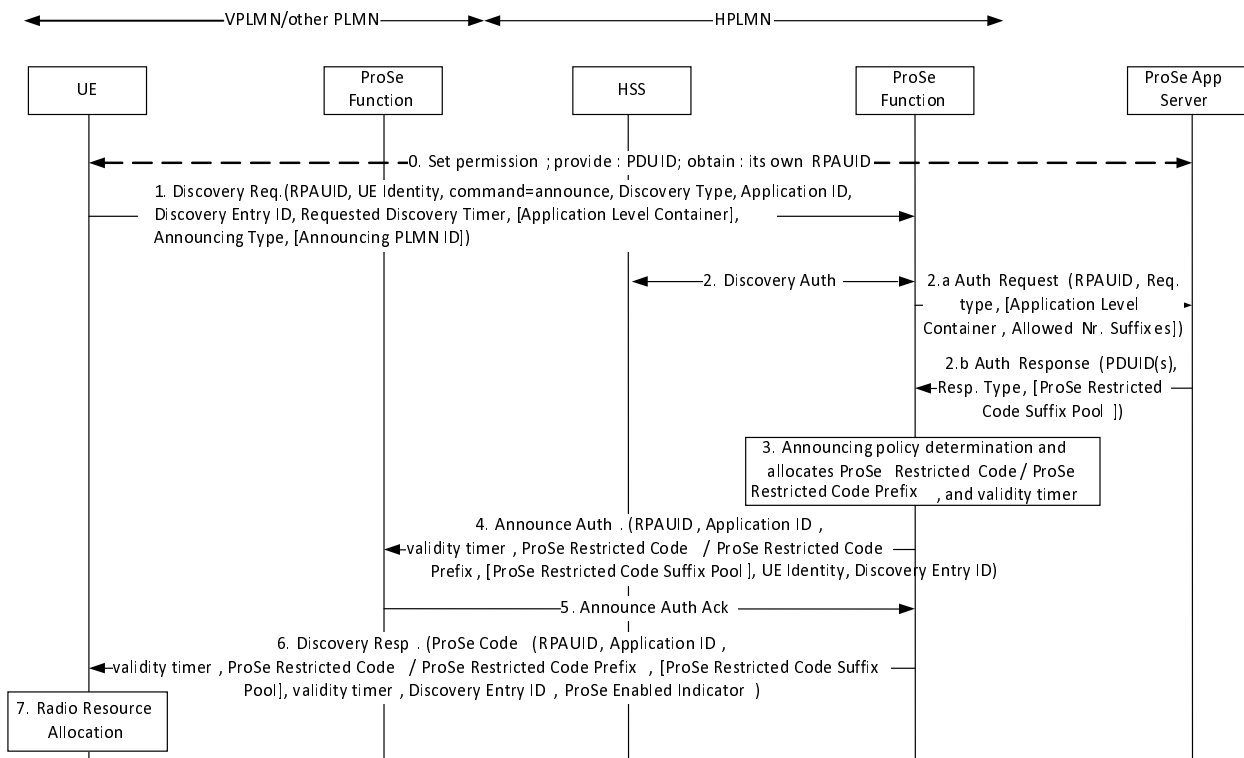 VPLMN/other PLMN
HPLMN
UE
ProSe
Function
HSS
ProSe
Function
ProSe App
Server
0. Set permission ; provide : PDUID; obtain : its own RPAUID
1. Discovery Req.(RPAUID, UE Identity, command=announce, Discovery Type, Application ID,
Discovery Entry ID, Requested Discovery Timer, [Application Level Container],
Announcing Type, [Announcing PLMN ID])
2. Discovery Auth
2.a Auth Request (RPAUID, Req.
type, [Application Level
Container, Allowed Nr. Suffixes])
2.b Auth Response (PDUID(s),
Resp. Type, [ProSe Restricted
Code Suffix Pool ])
3. Announcing policy determination and
allocates ProSe Restricted Code/ ProSe
Restricted Code Prefix , and validity timer
4. Announce Auth . (RPAUID, Application ID ,
validity timer , ProSe Restricted Code / ProSe Restricted Code
Prefix, [ProSe Restricted Code Suffix Pool ], UE Identity, Discovery Entry ID)
5. Announce Auth Ack
6. Discovery Resp . (ProSe Code (RPAUID, Application ID ,
validity timer , ProSe Restricted Code / ProSe Restricted Code Prefix , [ProSe Restricted Code Suffix
Pool], validity timer , Discovery Entry ID , ProSe Enabled Indicator )
7. Radio Resource
Allocation